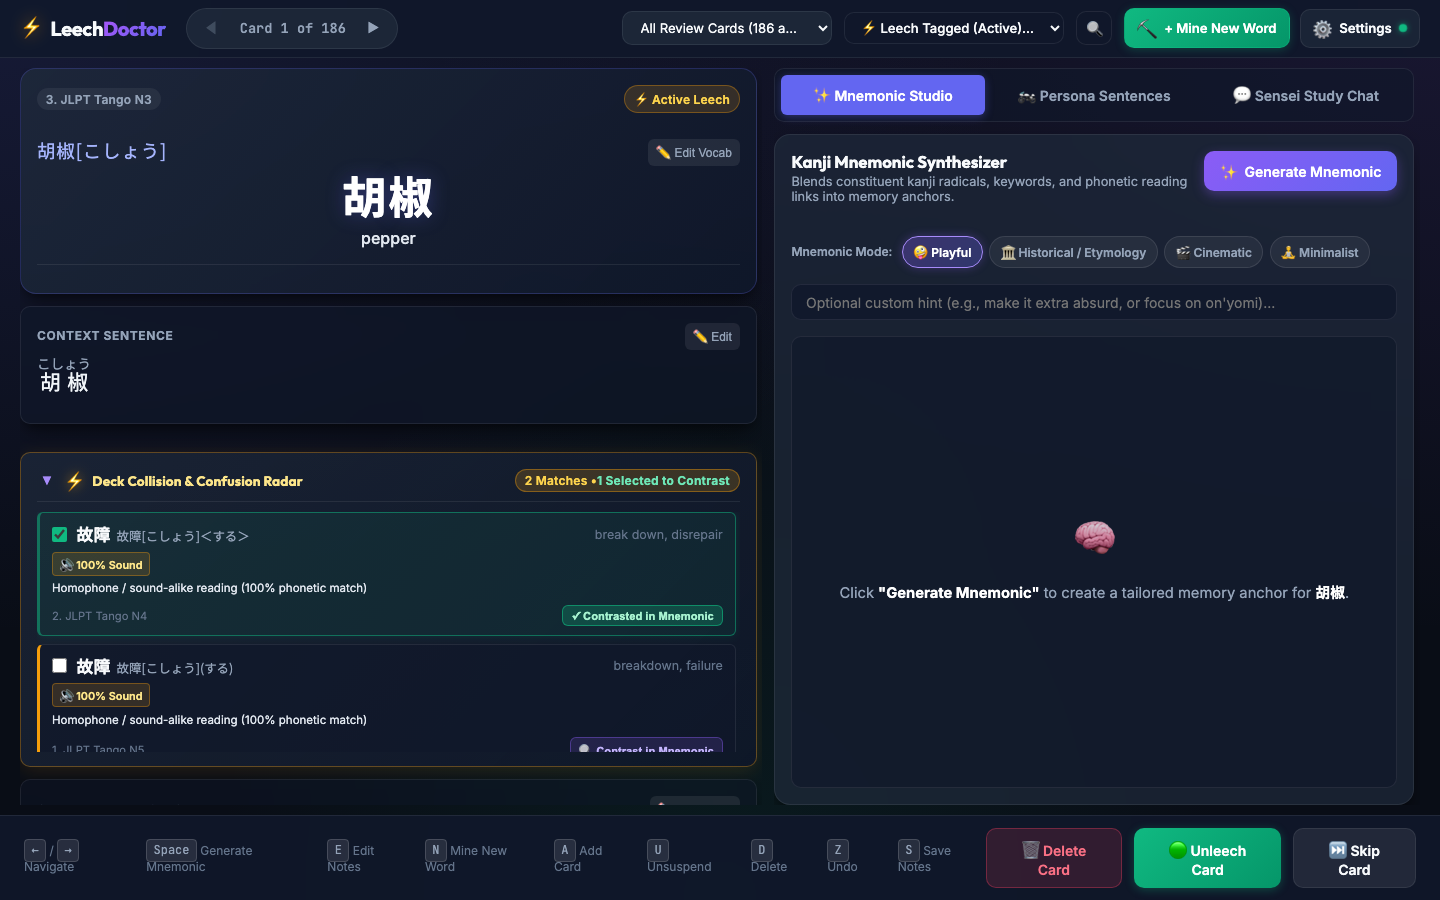 LeechDoctor
Card 1 of 186
All Review Cards (186 a...
Leech Tagged (Active)...
+ Mine New Word
Settings
3. JLPT Tango N3
Active Leech
胡椒[こしょう]
Edit Vocab
胡椒
pepper
CONTEXT SENTENCE
Edit
こしょう
胡椒
Deck Collision & Confusion Radar
2 Matches •1 Selected to Contrast
故障 故障[こしょう]<する>
break down, disrepair
100% Sound
Homophone / sound-alike reading (100% phonetic match)
2. JLPT Tango N4
✓ Contrasted in Mnemonic
故障 故障[こしょう](する)
breakdown, failure
100% Sound
Homophone / sound-alike reading (100% phonetic match)
1. JLPT Tango N5
Contrast in Mnemonic
Mnemonic Studio
Persona Sentences
Sensei Study Chat
Kanji Mnemonic Synthesizer
Blends constituent kanji radicals, keywords, and phonetic reading
links into memory anchors.
Generate Mnemonic
Mnemonic Mode:
Playful
Historical / Etymology
Cinematic
Minimalist
Optional custom hint (e.g., make it extra absurd, or focus on on'yomi)...
Click "Generate Mnemonic" to create a tailored memory anchor for 胡椒.
← / →
Navigate
Space Generate
Mnemonic
E Edit
Notes
N Mine New
Word
A Add
Card
U
Unsuspend
D
Delete
Z
Undo
S Save
Notes
Delete
Card
Unleech
Card
Skip
Card